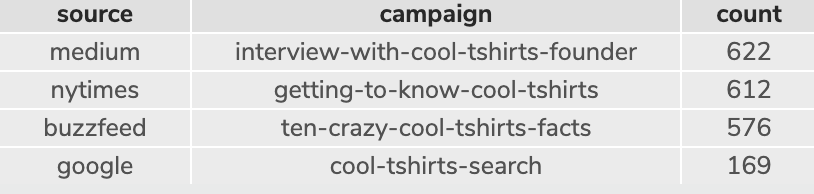 source campaign count
medium interview-with-cool-tshirts-founder 622
nytimes getting-to-know-cool-tshirts 612
buzzfeed ten-crazy-cool-tshirts-facts 576
google cool-tshirts-search 169